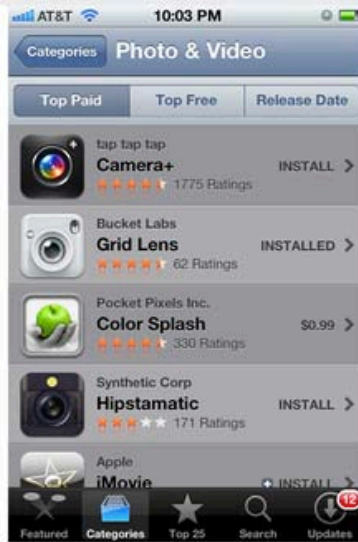 AT&T 10:03 PM
Categories Photo & Video
Top Paid Top Free Release Date
tap tap tap
Camera+ INSTALL
1775 Ratings
Bucket Labs
Grid Lens INSTALLED
62 Ratings
Pocket Pixels Inc.
Color Splash $0.99
330 Ratings
Synthetic Corp
Hipstamatic INSTALL
171 Ratings
Apple
iMovie INSTALL
12
Featured Categories Top 25 Search Updates